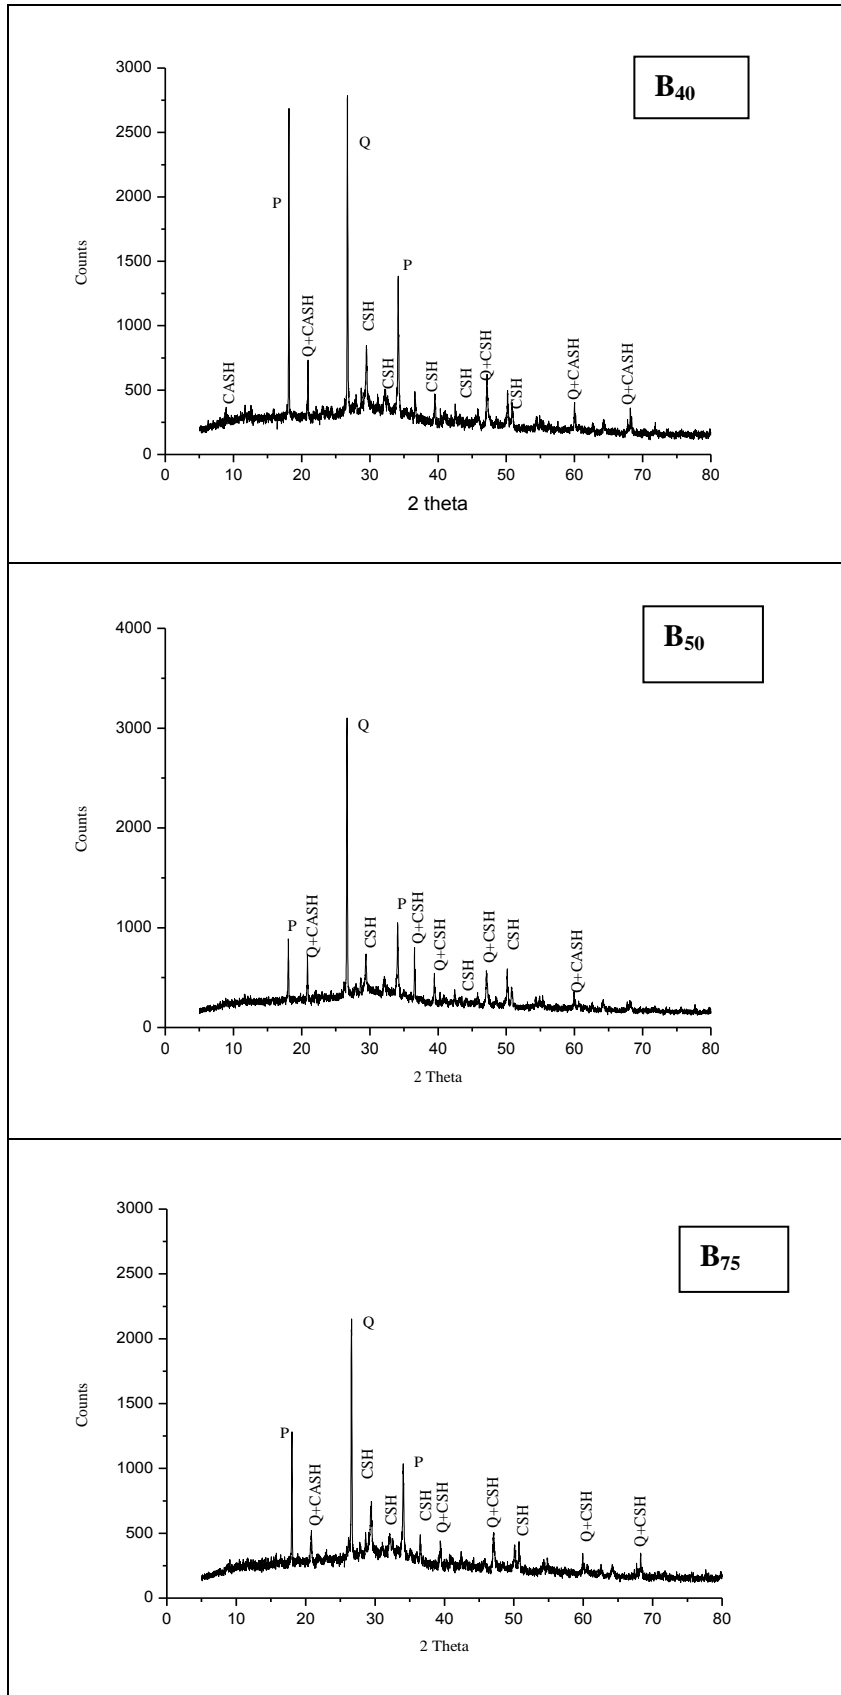 B40
3000
2500
2000
1500
1000
500
0
Counts
P
Q
P
CASH
Q+CASH
CSH
CSH
CSH
CSH
Q+CSH
CSH
Q+CASH
Q+CASH
0 10 20 30 40 50 60 70 80
2 theta
B50
4000
3000
2000
1000
0
Counts
P
Q+CASH
Q
CSH
P
Q+CSH
Q+CSH
CSH
Q+CSH
CSH
Q+CASH
0 10 20 30 40 50 60 70 80
2 Theta
B75
3000
2500
2000
1500
1000
500
0
Counts
P
Q+CASH
Q
CSH
CSH
P
CSH
Q+CSH
Q+CSH
CSH
Q+CSH
Q+CSH
0 10 20 30 40 50 60 70 80
2 Theta